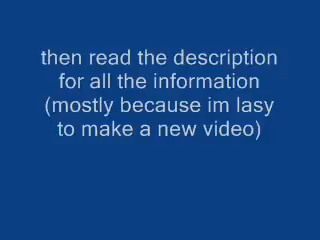 then read the description
for all the information
(mostly because im lasy
to make a new video)